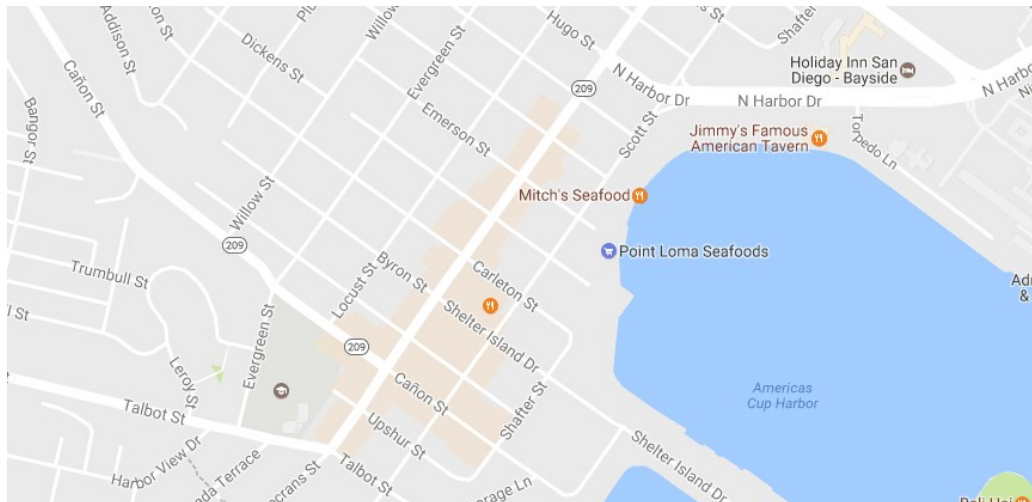 Addison St
Cañon St
Dickens St
Willow
Evergreen St
Hugo St
Shafter
209
N Harbor Dr
N Harbor Dr
N Harbor
Holiday Inn San
Diego - Bayside
Scott St
Jimmy's Famous
American Tavern
Torpedo Ln
Bangor St
Emerson St
Mitch's Seafood
Willow St
209
Point Loma Seafoods
Trumbull St
Locust St
Byron St
Carleton St
Shelter Island Dr
Evergreen St
209
Leroy St
Cañon St
Americas
Cup Harbor
Talbot St
Upshur St
Shafter St
Harbor View Dr
Talbot St
Shelter Island Dr
Terrace